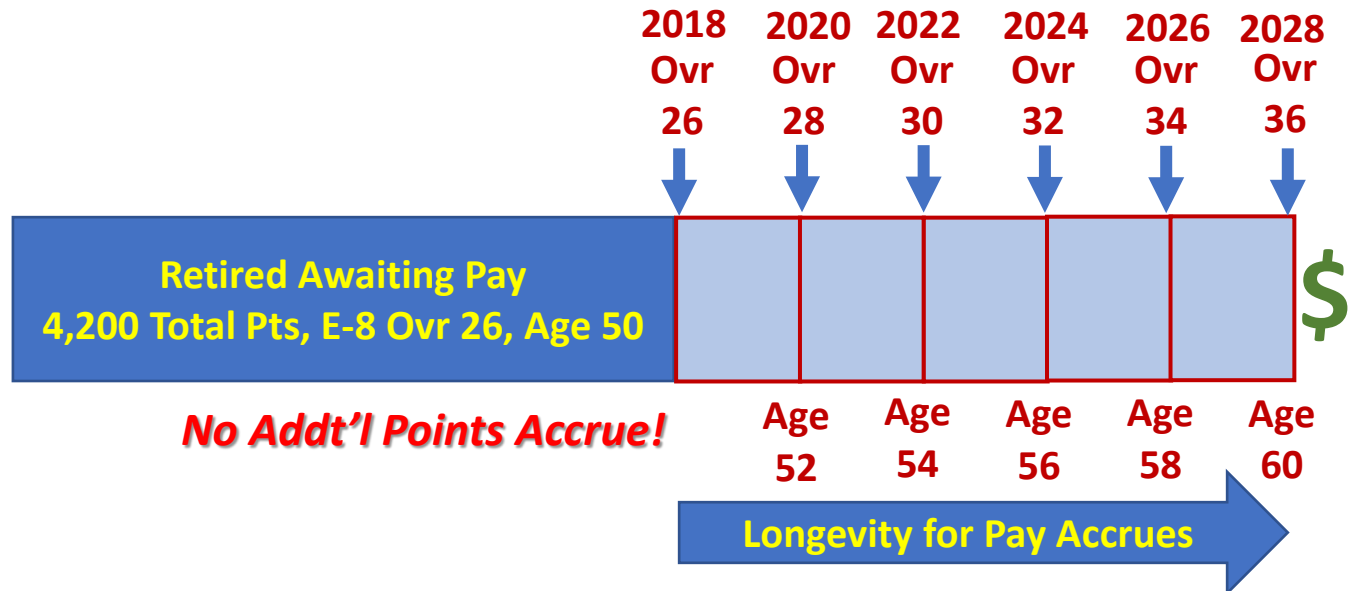 2018 2020 2022 2024 2026 2028
Ovr Ovr Ovr Ovr Ovr Ovr
26 28 30 32 34 36
Retired Awaiting Pay
4,200 Total Pts, E-8 Ovr 26, Age 50
$
No Addt’l Points Accrue!
Age Age Age Age Age
52 54 56 58 60
Longevity for Pay Accrues